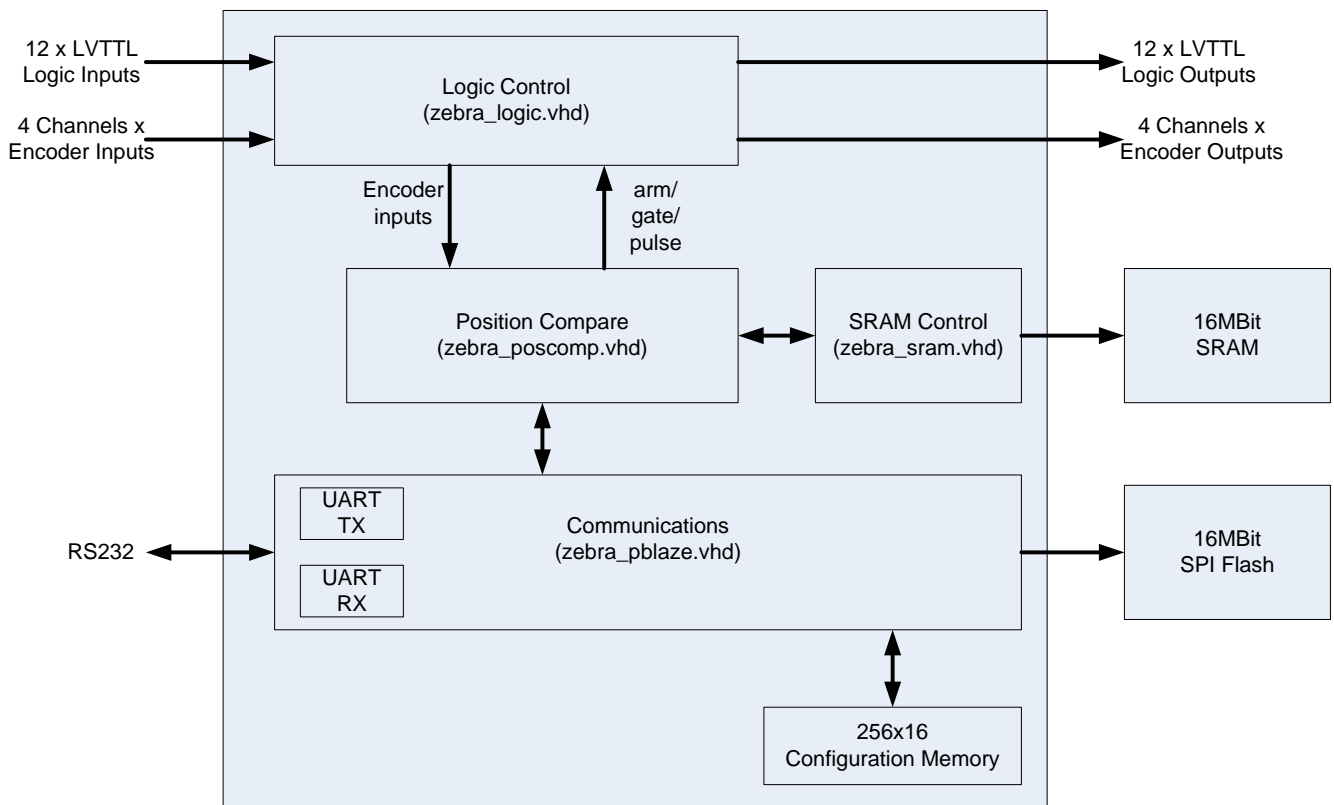 12 x LVTTL
Logic Inputs
4 Channels x
Encoder Inputs
Logic Control
(zebra_logic.vhd)
12 x LVTTL
Logic Outputs
4 Channels x
Encoder Outputs
Encoder
inputs
arm/
gate/
pulse
Position Compare
(zebra_poscomp.vhd)
SRAM Control
(zebra_sram.vhd)
16MBit
SRAM
RS232
UART
TX
UART
RX
Communications
(zebra_pblaze.vhd)
16MBit
SPI Flash
256x16
Configuration Memory